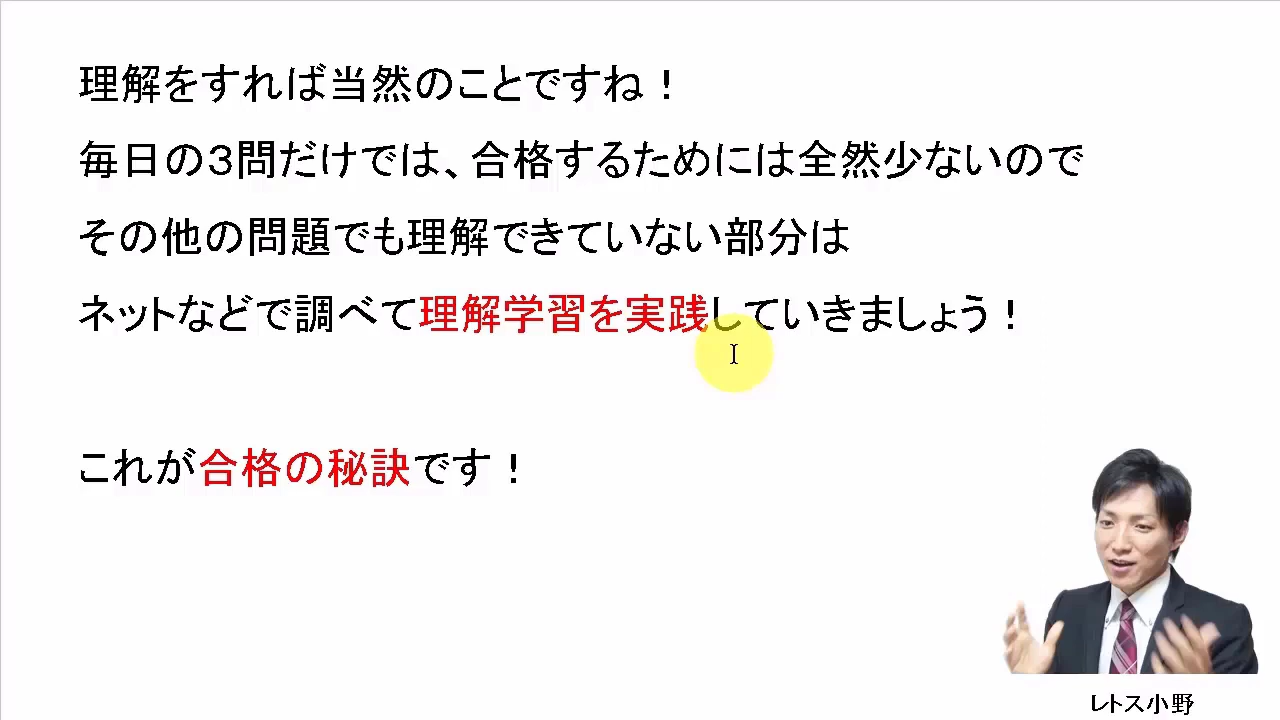 理解をすれば当然のことですね！
毎日の３問だけでは、合格するためには全然少ないので
その他の問題でも理解できていない部分は
ネットなどで調べて理解学習を実践していきましょう！
これが合格の秘訣です！
レトス小野